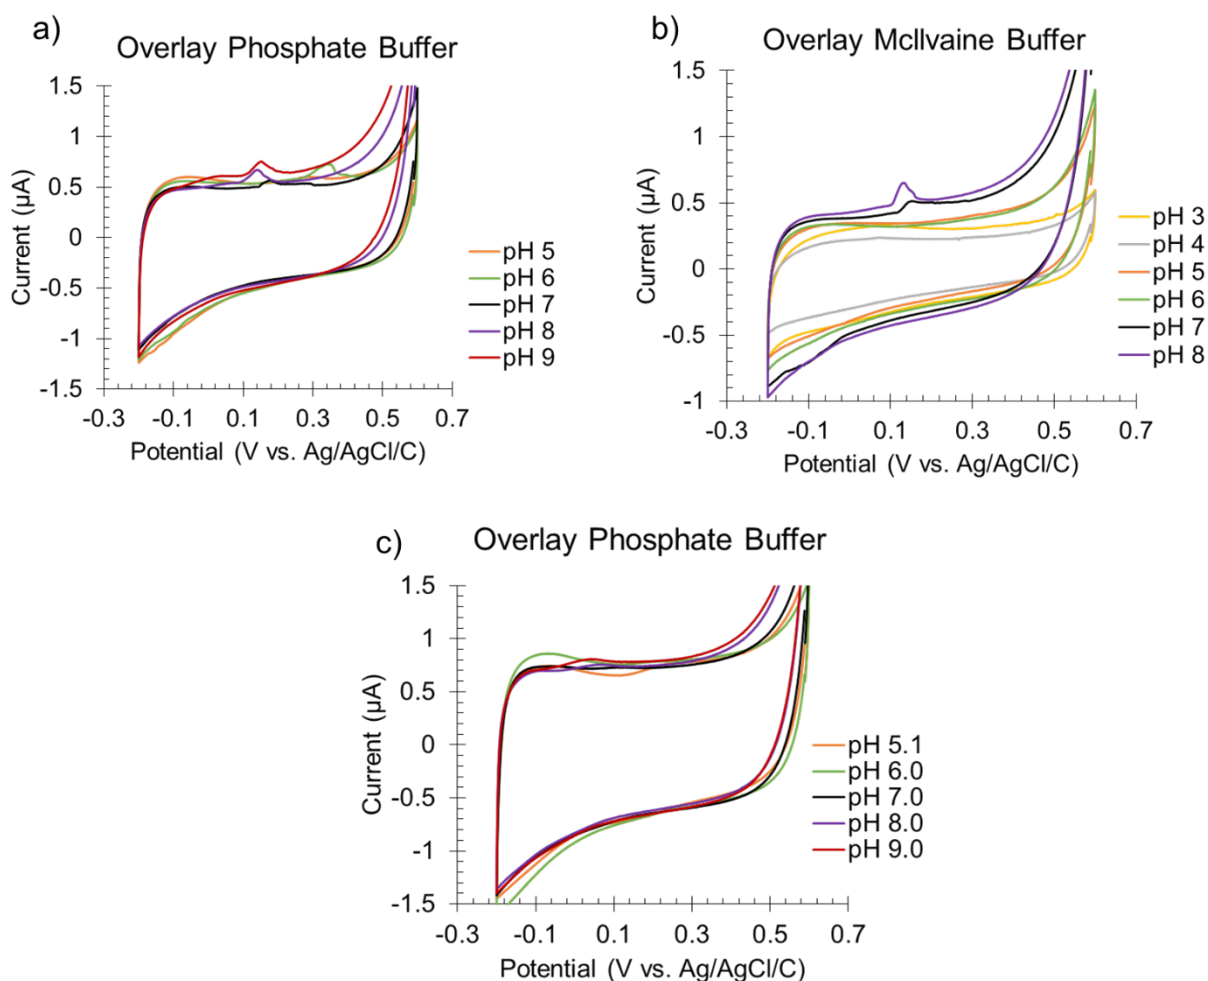 a)
Overlay Phosphate Buffer
1.5
1
0.5
0
-0.5
-1
-1.5
Current (µA)
-0.3
-0.1
0.1
0.3
0.5
0.7
Potential (V vs. Ag/AgCl/C)
pH 5
pH 6
pH 7
pH 8
pH 9
b)
Overlay McIlvaine Buffer
1.5
1
0.5
0
-0.5
-1
Current (µA)
-0.3
-0.1
0.1
0.3
0.5
0.7
Potential (V vs. Ag/AgCl/C)
pH 3
pH 4
pH 5
pH 6
pH 7
pH 8
c)
Overlay Phosphate Buffer
1.5
1
0.5
0
-0.5
-1
-1.5
Current (µA)
-0.3
-0.1
0.1
0.3
0.5
0.7
Potential (V vs. Ag/AgCl/C)
pH 5.1
pH 6.0
pH 7.0
pH 8.0
pH 9.0